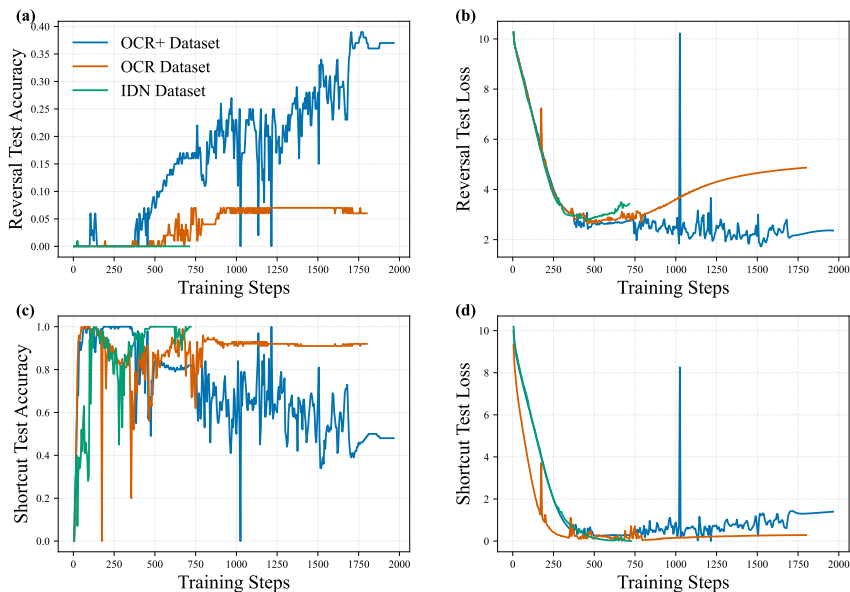 (a)
0.40
0.35
0.30
0.25
0.20
0.15
0.10
0.05
0.00
Reversal Test Accuracy
OCR+ Dataset
OCR Dataset
IDN Dataset
0 250 500 750 1000 1250 1500 1750 2000
Training Steps
(b)
10
8
6
4
2
Reversal Test Loss
0 250 500 750 1000 1250 1500 1750 2000
Training Steps
(c)
1.0
0.8
0.6
0.4
0.2
0.0
Shortcut Test Accuracy
0 250 500 750 1000 1250 1500 1750 2000
Training Steps
(d)
10
8
6
4
2
0
Shortcut Test Loss
0 250 500 750 1000 1250 1500 1750 2000
Training Steps